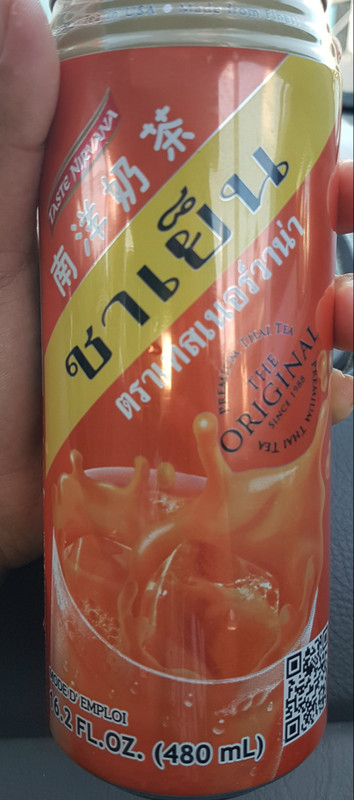 TASTE NIRVANA
南洋奶茶
ชาเย็น
ตราเทสเนอร์วาน่า
PREMIUM THAI TEA
THE
ORIGINAL
SINCE 1988
PREMIUM THAI TEA
MODE D'EMPLOI
16.2 FL.OZ. (480 mL)